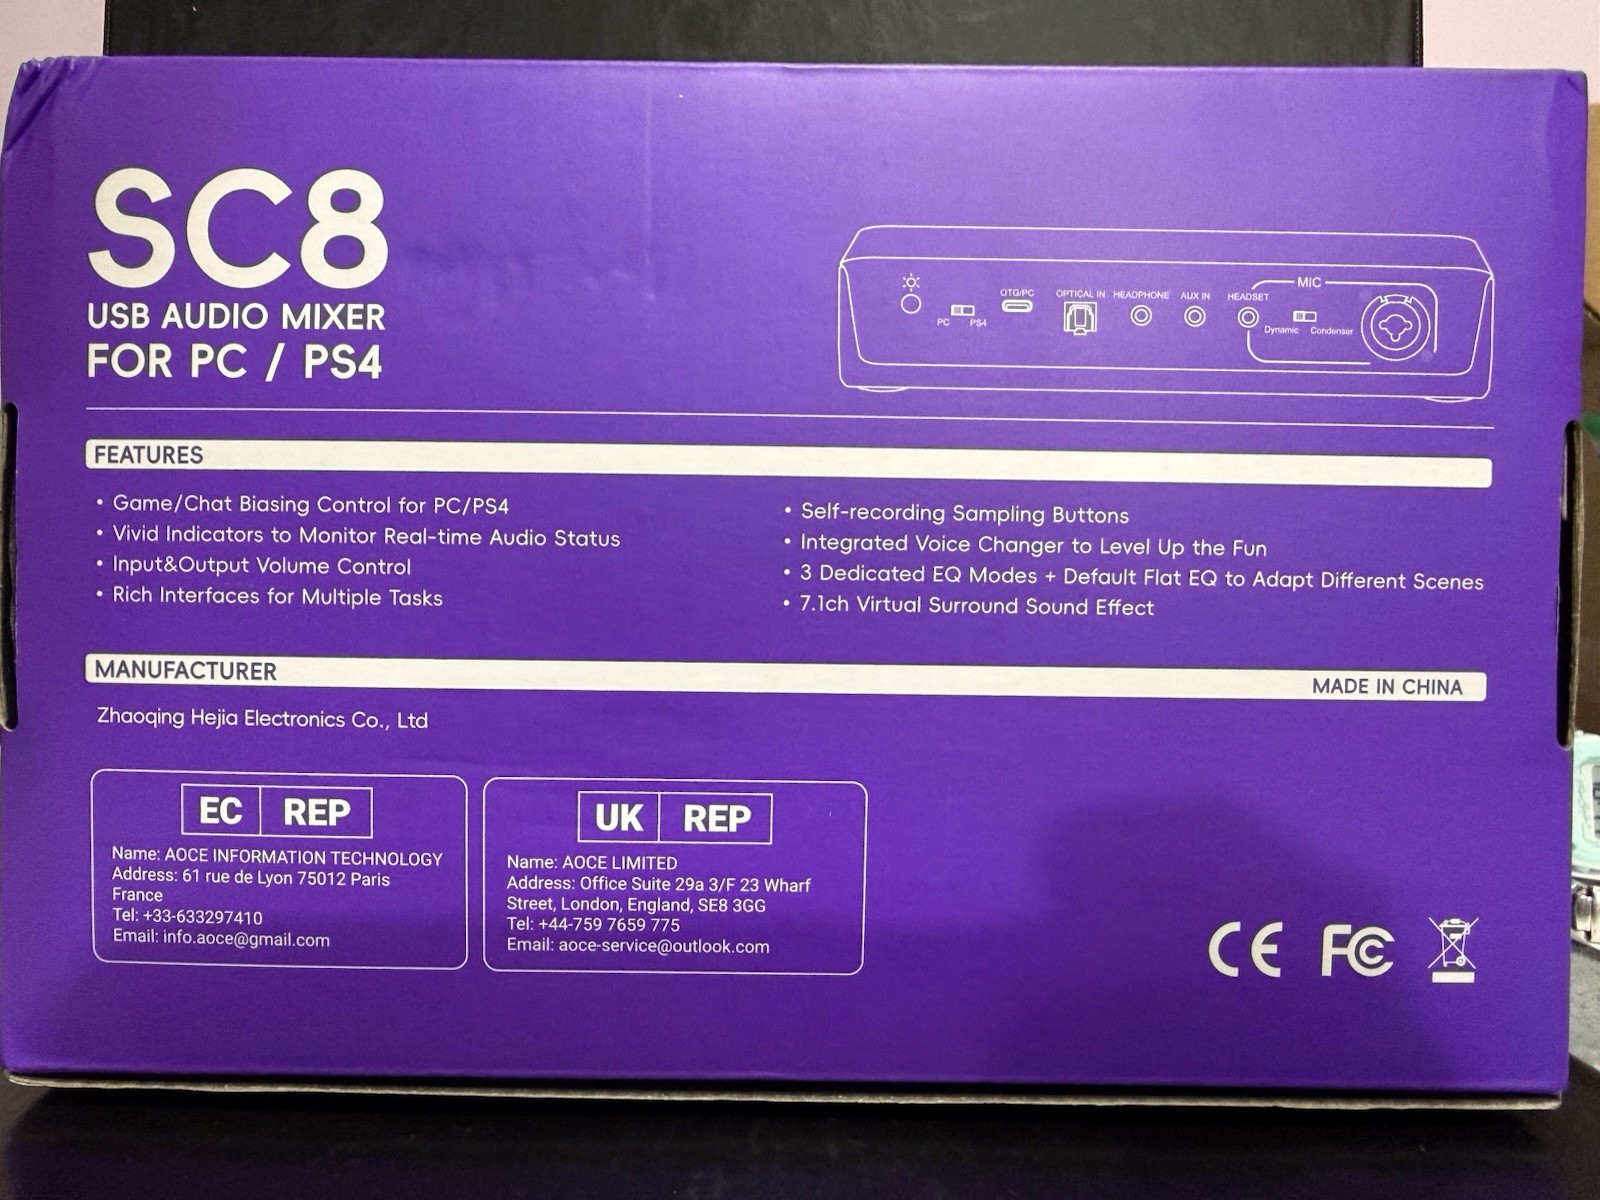 SC8
USB AUDIO MIXER
FOR PC / PS4
MIC
OTG/PC
OPTICAL IN
HEADPHONE
AUX IN
HEADSET
PC
PS4
Dynamic
Condenser
FEATURES
• Game/Chat Biasing Control for PC/PS4
• Vivid Indicators to Monitor Real-time Audio Status
• Input&Output Volume Control
• Rich Interfaces for Multiple Tasks
• Self-recording Sampling Buttons
• Integrated Voice Changer to Level Up the Fun
• 3 Dedicated EQ Modes + Default Flat EQ to Adapt Different Scenes
• 7.1ch Virtual Surround Sound Effect
MANUFACTURER
MADE IN CHINA
Zhaoqing Hejia Electronics Co., Ltd
EC REP
Name: AOCE INFORMATION TECHNOLOGY
Address: 61 rue de Lyon 75012 Paris
France
Tel: +33-633297410
Email: info.aoce@gmail.com
UK REP
Name: AOCE LIMITED
Address: Office Suite 29a 3/F 23 Wharf
Street, London, England, SE8 3GG
Tel: +44-759 7659 775
Email: aoce-service@outlook.com
CE FC